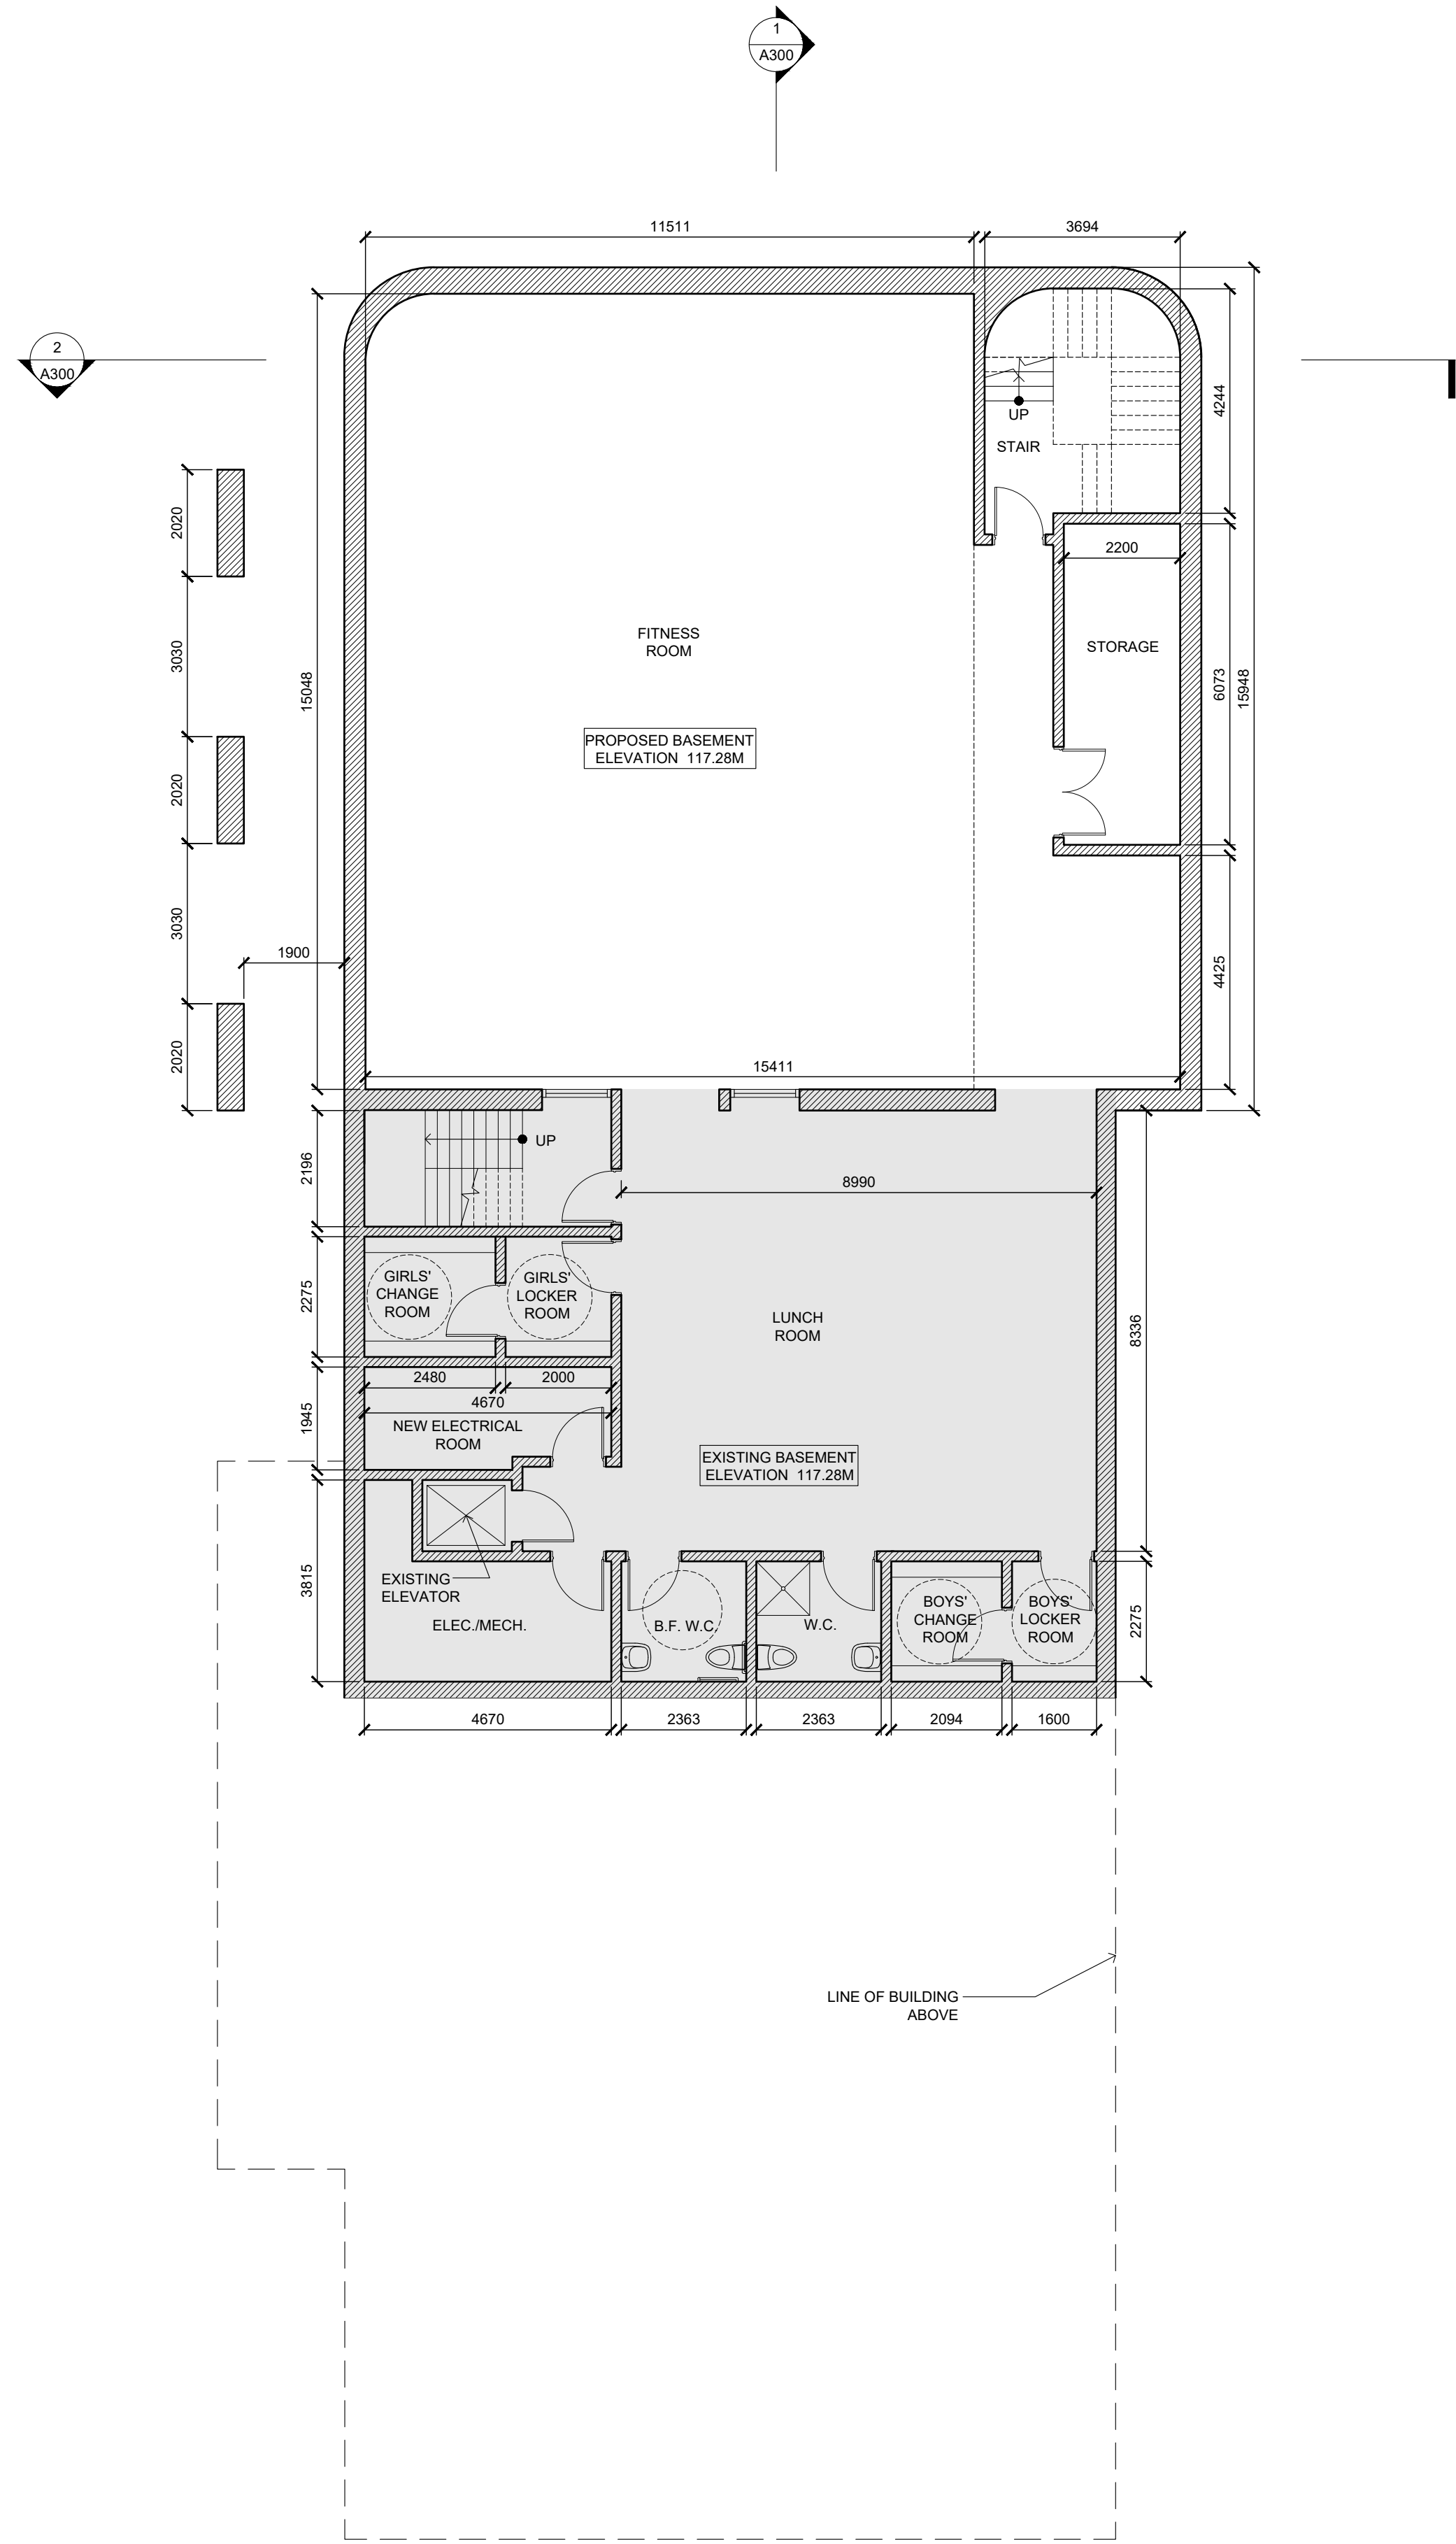 1
A300
11511
3694
2
A300
UP
STAIR
4244
2020
2200
FITNESS
ROOM
STORAGE
3030
15048
6073
15948
PROPOSED BASEMENT
ELEVATION 117.28M
2020
3030
1900
4425
2020
15411
UP
2196
8990
GIRLS'
CHANGE
ROOM
GIRLS'
LOCKER
ROOM
2275
LUNCH
ROOM
8336
2480
2000
4670
1945
NEW ELECTRICAL
ROOM
EXISTING BASEMENT
ELEVATION 117.28M
3815
EXISTING
ELEVATOR
ELEC./MECH.
B.F. W.C.
W.C.
BOYS'
CHANGE
ROOM
BOYS'
LOCKER
ROOM
2275
4670
2363
2363
2094
1600
LINE OF BUILDING
ABOVE